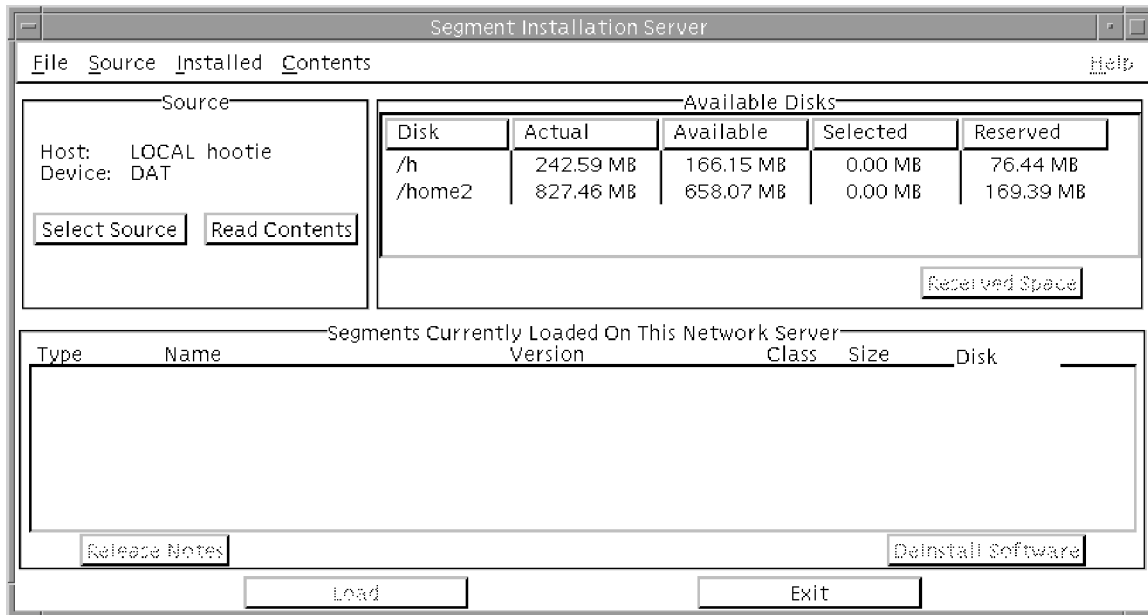 Segment Installation Server
File Source Installed Contents Help
Source
Host: LOCAL hootie
Device: DAT
Select Source Read Contents
Available Disks
Disk Actual Available Selected Reserved
/h 242.59 MB 166.15 MB 0.00 MB 76.44 MB
/home2 827.46 MB 658.07 MB 0.00 MB 169.39 MB
Reserved Space
Segments Currently Loaded On This Network Server
Type Name Version Class Size Disk
Release Notes Deinstall Software
Load Exit